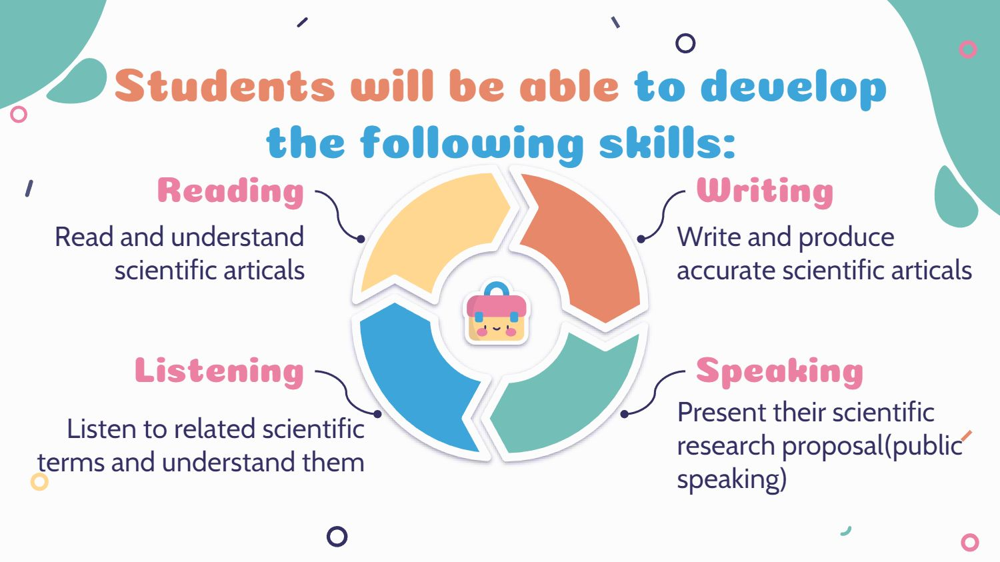 Students will be able to develop
the following skills:
Reading
Read and understand
scientific articals
Writing
Write and produce
accurate scientific articals
Listening
Listen to related scientific
terms and understand them
Speaking
Present their scientific
research proposal(public
speaking)